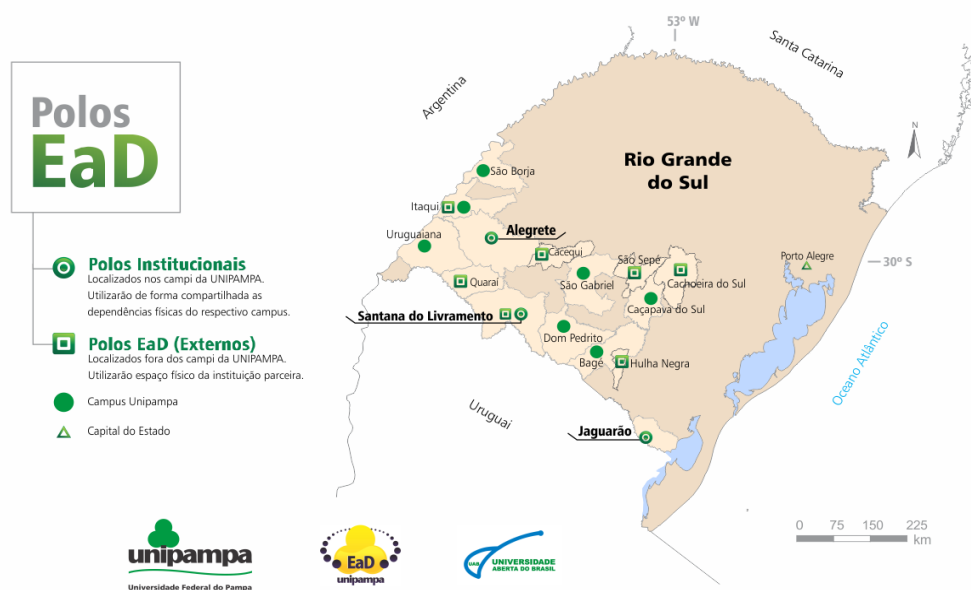 53º W
Santa Catarina
Argentina
Polos
EaD
N
Rio Grande
do Sul
São Borja
Itaqui
Alegrete
Uruguaiana
Cacequi
São Sepé
Porto Alegre
30º S
Polos Institucionais
Localizados nos campi da UNIPAMPA.
Utilizarão de forma compartilhada as
dependências físicas do respectivo campus.
Quaraí
São Gabriel
Cachoeira do Sul
Caçapava do Sul
Santana do Livramento
Dom Pedrito
Polos EaD (Externos)
Localizados fora dos campi da UNIPAMPA.
Utilizarão espaço físico da instituição parceira.
Bagé
Hulha Negra
Oceano Atlântico
Campus Unipampa
Uruguai
Capital do Estado
Jaguarão
0 75 150 225
km
unipampa
Universidade Federal do Pampa
EaD
unipampa
UAB
UNIVERSIDADE
ABERTA DO BRASIL